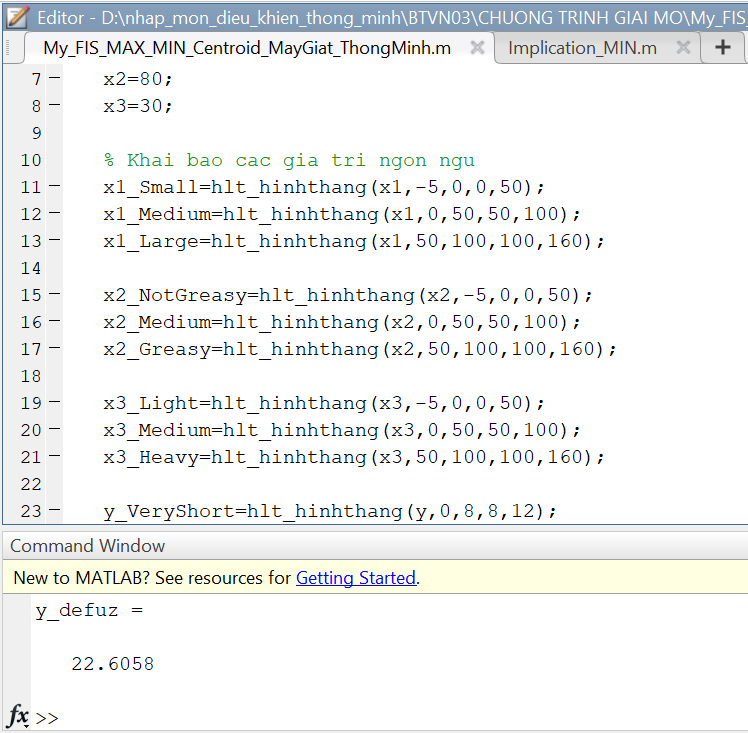 Editor - D:\nhap_mon_dieu_khien_thong_minh\BTVN03\CHUONG TRINH GIAI MO\My_FIS
My_FIS_MAX_MIN_Centroid_MayGiat_ThongMinh.m Implication_MIN.m +
7 x2=80;
8 x3=30;
9
10 % Khai bao cac gia tri ngon ngu
11 x1_Small=hlt_hinhthang(x1,-5,0,0,50);
12 x1_Medium=hlt_hinhthang(x1,0,50,50,100);
13 x1_Large=hlt_hinhthang(x1,50,100,100,160);
14
15 x2_NotGreasy=hlt_hinhthang(x2,-5,0,0,50);
16 x2_Medium=hlt_hinhthang(x2,0,50,50,100);
17 x2_Greasy=hlt_hinhthang(x2,50,100,100,160);
18
19 x3_Light=hlt_hinhthang(x3,-5,0,0,50);
20 x3_Medium=hlt_hinhthang(x3,0,50,50,100);
21 x3_Heavy=hlt_hinhthang(x3,50,100,100,160);
22
23 y_VeryShort=hlt_hinhthang(y,0,8,8,12);
Command Window
New to MATLAB? See resources for Getting Started.
y_defuz =
22.6058
fx >>